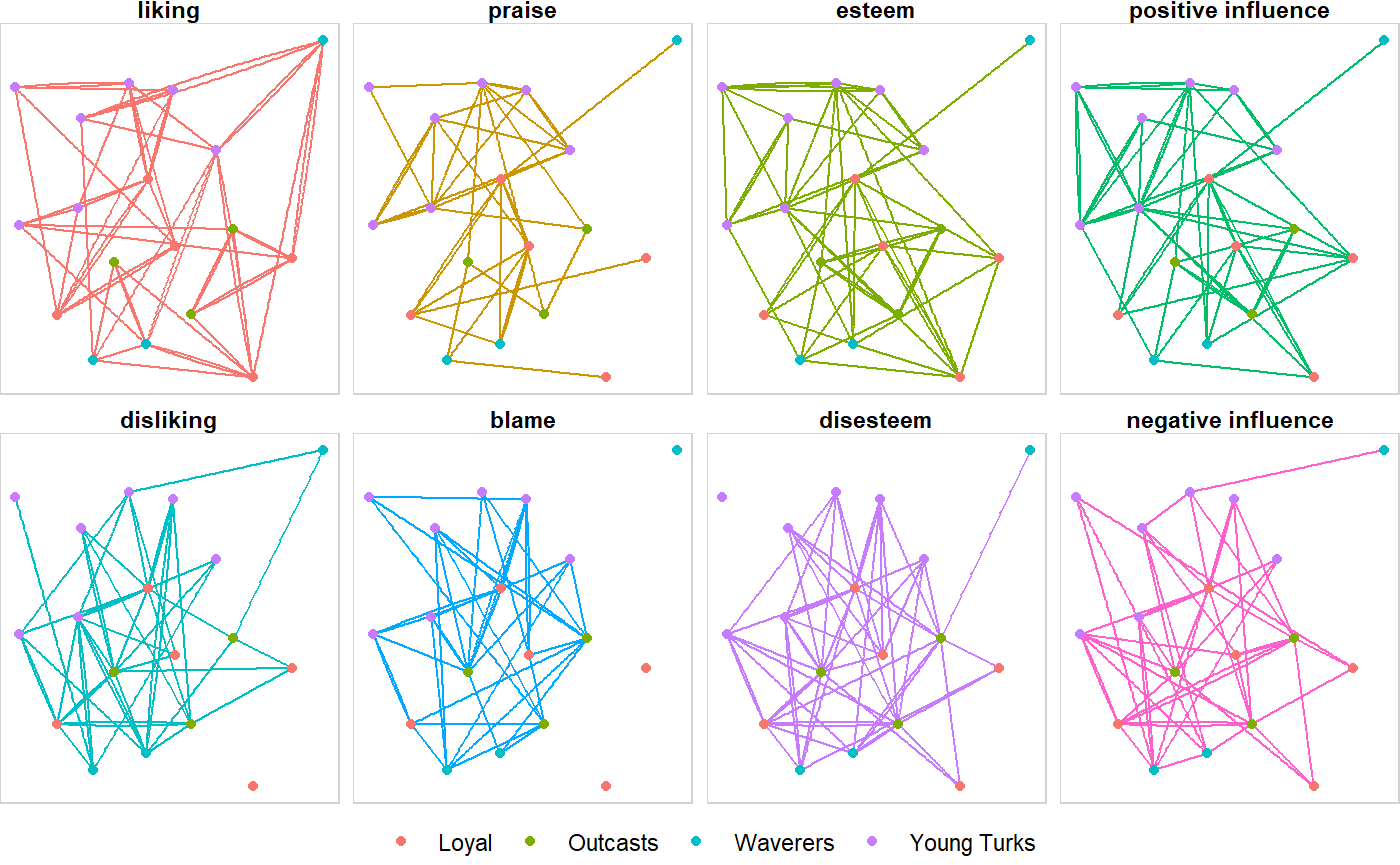 liking praise esteem positive influence
disliking blame disesteem negative influence
Loyal Outcasts Waverers Young Turks